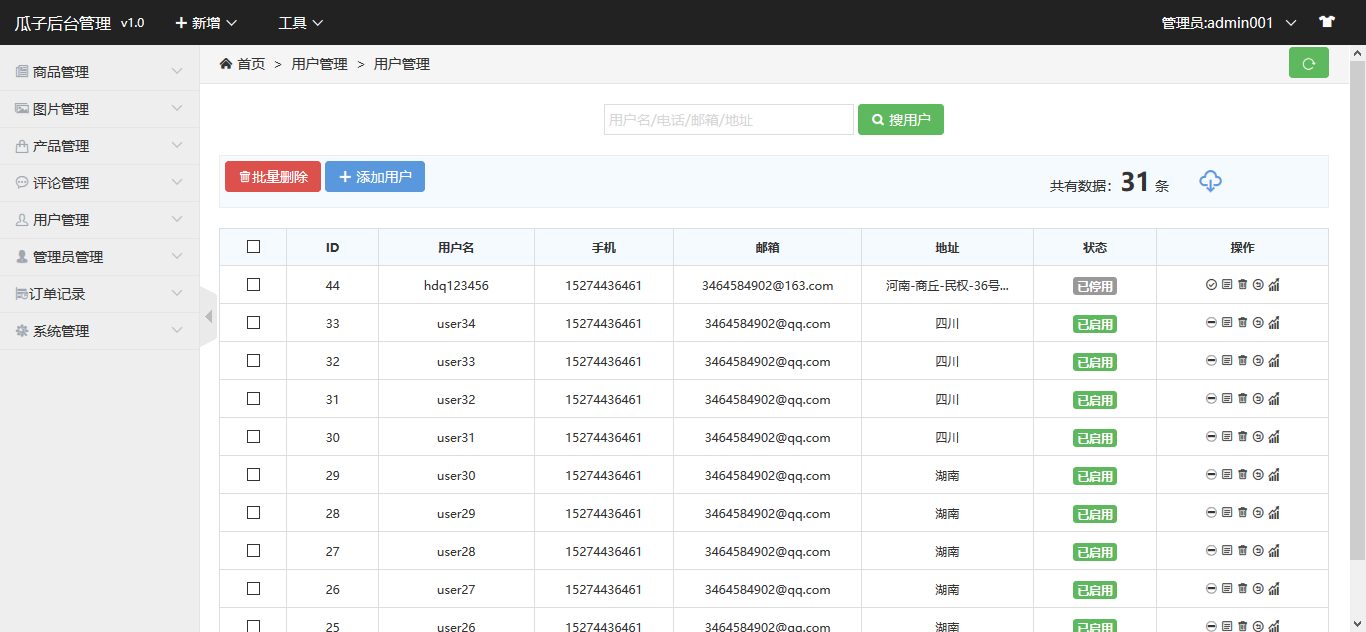 瓜子后台管理 v1.0 新增 工具 管理员:admin001
首页 > 用户管理 > 用户管理
商品管理
图片管理
产品管理
评论管理
用户管理
管理员管理
订单记录
系统管理
用户名/电话/邮箱/地址 搜用户
批量删除 添加用户 共有数据：31 条
ID 用户名 手机 邮箱 地址 状态 操作
44 hdq123456 15274436461 3464584902@163.com 河南-商丘-民权-36号... 已停用
33 user34 15274436461 3464584902@qq.com 四川 已启用
32 user33 15274436461 3464584902@qq.com 四川 已启用
31 user32 15274436461 3464584902@qq.com 四川 已启用
30 user31 15274436461 3464584902@qq.com 四川 已启用
29 user30 15274436461 3464584902@qq.com 湖南 已启用
28 user29 15274436461 3464584902@qq.com 湖南 已启用
27 user28 15274436461 3464584902@qq.com 湖南 已启用
26 user27 15274436461 3464584902@qq.com 湖南 已启用
25 user26 15274436461 3464584902@qq.com 湖南 已启用